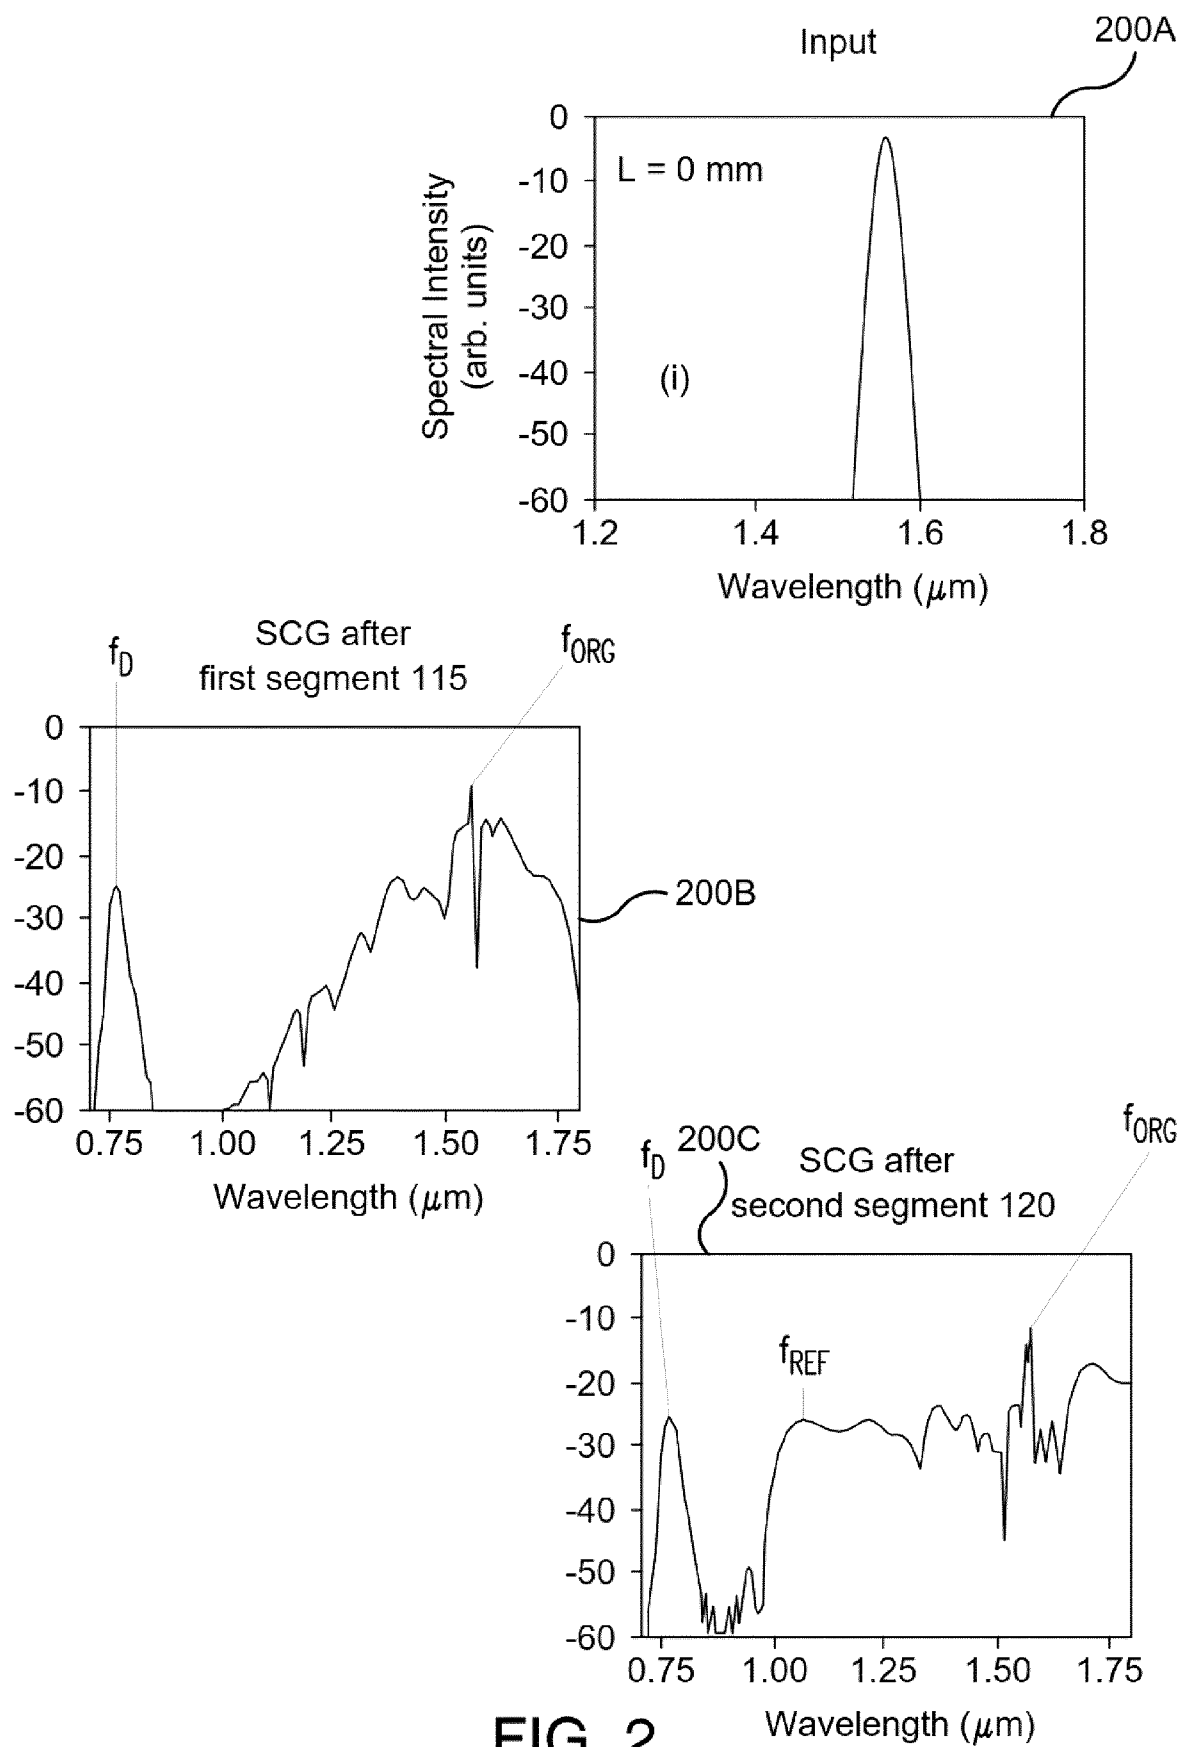 Input
200A
Spectral Intensity
(arb. units)
0
-10
-20
-30
-40
-50
-60
L = 0 mm
(i)
1.2 1.4 1.6 1.8
Wavelength (μm)
f_D
SCG after
first segment 115
f_ORG
0
-10
-20
-30
-40
-50
-60
200B
0.75 1.00 1.25 1.50 1.75
Wavelength (μm)
f_D
200C
SCG after
second segment 120
f_ORG
0
-10
-20
-30
-40
-50
-60
f_REF
0.75 1.00 1.25 1.50 1.75
Wavelength (μm)
FIG. 2